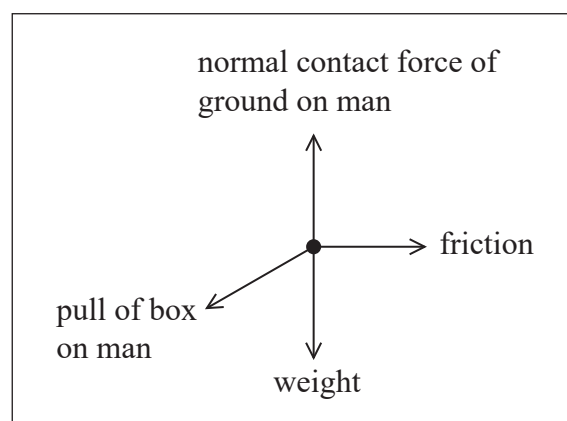 normal contact force of
ground on man
friction
pull of box
on man
weight